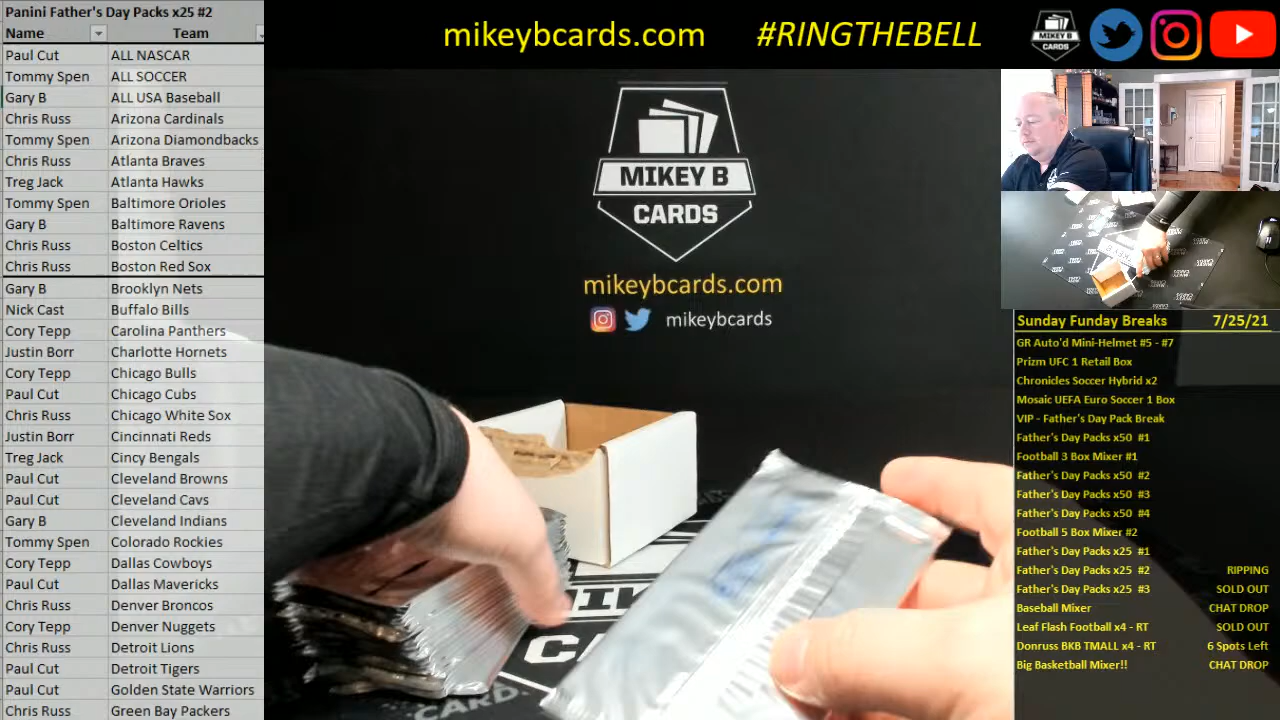 Panini Father's Day Packs x25 #2
Name Team
Paul Cut ALL NASCAR
Tommy Spen ALL SOCCER
Gary B ALL USA Baseball
Chris Russ Arizona Cardinals
Tommy Spen Arizona Diamondbacks
Chris Russ Atlanta Braves
Treg Jack Atlanta Hawks
Tommy Spen Baltimore Orioles
Gary B Baltimore Ravens
Chris Russ Boston Celtics
Chris Russ Boston Red Sox
Gary B Brooklyn Nets
Nick Cast Buffalo Bills
Cory Tepp Carolina Panthers
Justin Borr Charlotte Hornets
Cory Tepp Chicago Bulls
Paul Cut Chicago Cubs
Chris Russ Chicago White Sox
Justin Borr Cincinnati Reds
Treg Jack Cincy Bengals
Paul Cut Cleveland Browns
Paul Cut Cleveland Cavs
Gary B Cleveland Indians
Tommy Spen Colorado Rockies
Cory Tepp Dallas Cowboys
Paul Cut Dallas Mavericks
Chris Russ Denver Broncos
Cory Tepp Denver Nuggets
Chris Russ Detroit Lions
Paul Cut Detroit Tigers
Paul Cut Golden State Warriors
Chris Russ Green Bay Packers
mikeybcards.com #RINGTHEBELL
MIKEY B
CARDS
MIKEY B
CARDS
mikeybcards.com
mikeybcards
CARDS
Sunday Funday Breaks 7/25/21
GR Auto'd Mini-Helmet #5 - #7
Prizm UFC 1 Retail Box
Chronicles Soccer Hybrid x2
Mosaic UEFA Euro Soccer 1 Box
VIP - Father's Day Pack Break
Father's Day Packs x50 #1
Football 3 Box Mixer #1
Father's Day Packs x50 #2
Father's Day Packs x50 #3
Father's Day Packs x50 #4
Football 5 Box Mixer #2
Father's Day Packs x25 #1
Father's Day Packs x25 #2 RIPPING
Father's Day Packs x25 #3 SOLD OUT
Baseball Mixer CHAT DROP
Leaf Flash Football x4 - RT SOLD OUT
Donruss BKB TMALL x4 - RT 6 Spots Left
Big Basketball Mixer!! CHAT DROP